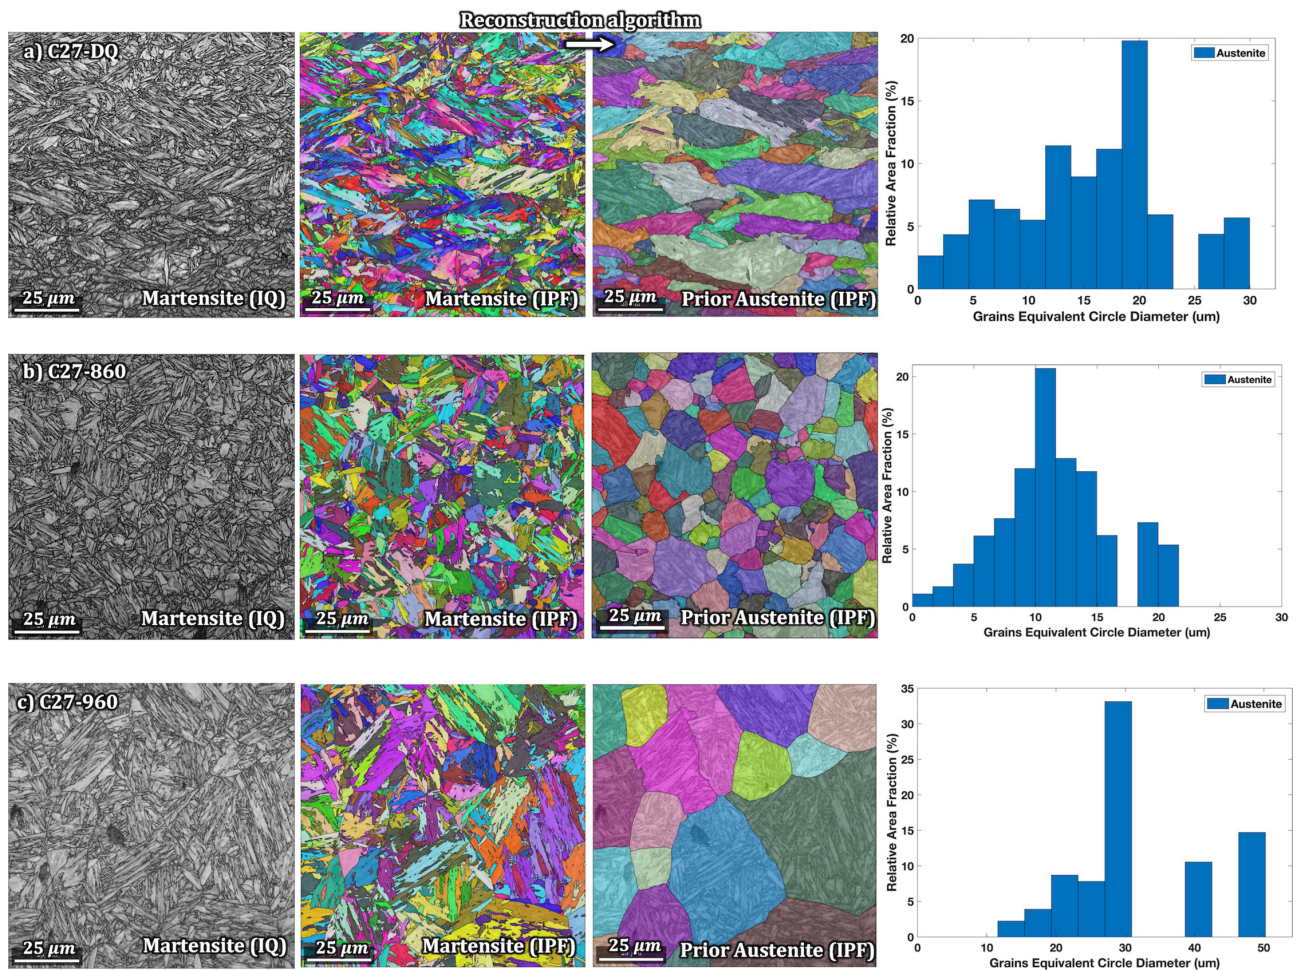 Reconstruction algorithm
a) C27-DQ
25 μm
Martensite (IQ)
25 μm
Martensite (IPF)
25 μm
Prior Austenite (IPF)
Austenite
Relative Area Fraction (%)
20
15
10
5
0
0 5 10 15 20 25 30
Grains Equivalent Circle Diameter (um)
b) C27-860
25 μm
Martensite (IQ)
25 μm
Martensite (IPF)
25 μm
Prior Austenite (IPF)
Austenite
Relative Area Fraction (%)
20
15
10
5
0
0 5 10 15 20 25 30
Grains Equivalent Circle Diameter (um)
c) C27-960
25 μm
Martensite (IQ)
25 μm
Martensite (IPF)
25 μm
Prior Austenite (IPF)
Austenite
Relative Area Fraction (%)
35
30
25
20
15
10
5
0
0 10 20 30 40 50
Grains Equivalent Circle Diameter (um)